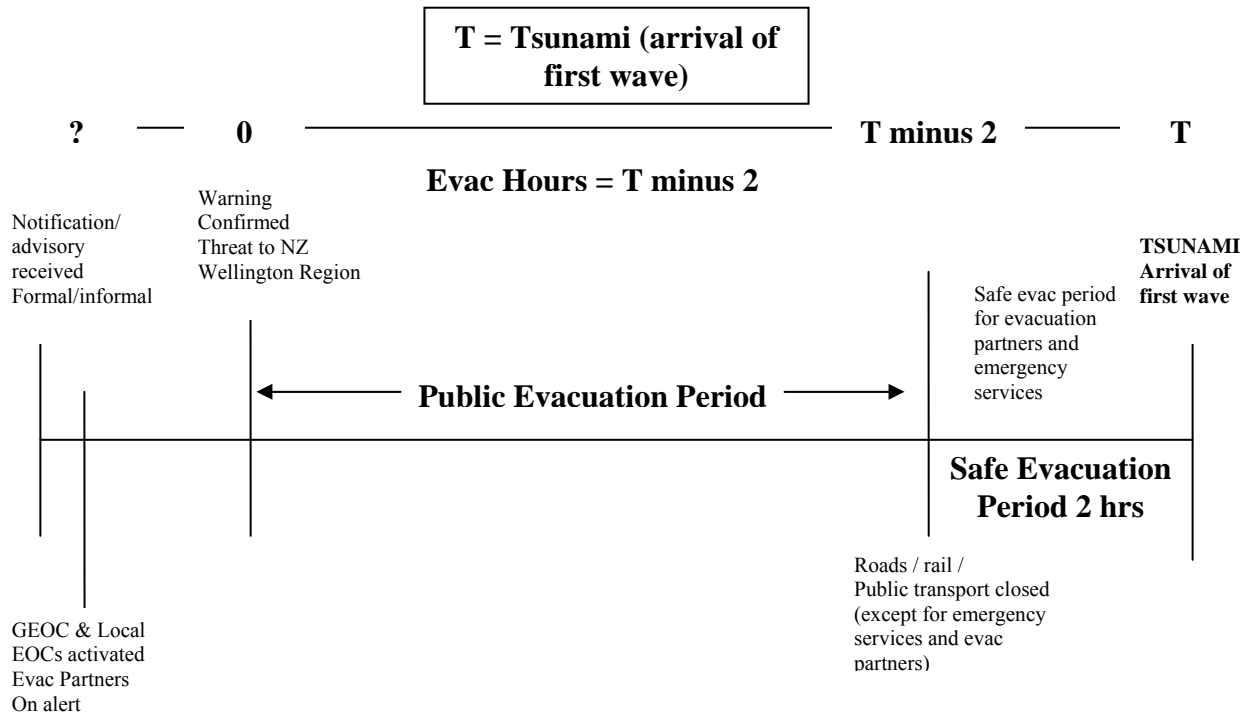 T = Tsunami (arrival of
first wave)
? 0 T minus 2 T
Evac Hours = T minus 2
Notification/
advisory
received
Formal/informal
Warning
Confirmed
Threat to NZ
Wellington Region
Safe evac period
for evacuation
partners and
emergency
services
TSUNAMI
Arrival of
first wave
Public Evacuation Period
Safe Evacuation
Period 2 hrs
GEOC & Local
EOCs activated
Evac Partners
On alert
Roads / rail /
Public transport closed
(except for emergency
services and evac
partners)